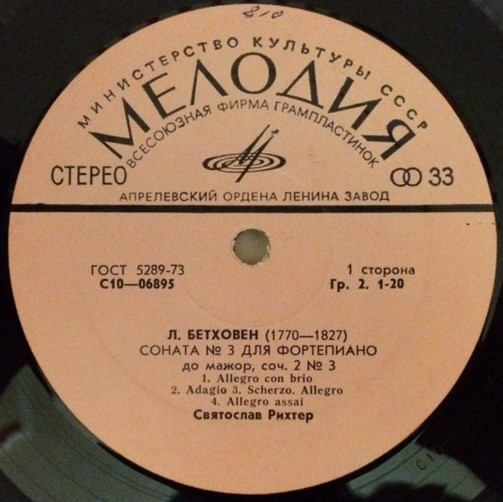 810
МИНИСТЕРСТВО КУЛЬТУРЫ СССР
МЕЛОДИЯ
ВСЕСОЮЗНАЯ ФИРМА ГРАМПЛАСТИНОК
СТЕРЕО
33
АПРЕЛЕВСКИЙ ОРДЕНА ЛЕНИНА ЗАВОД
ГОСТ 5289-73
С10—06895
1 сторона
Гр. 2. 1-20
Л. БЕТХОВЕН (1770—1827)
СОНАТА № 3 ДЛЯ ФОРТЕПИАНО
до мажор, соч. 2 № 3
1. Allegro con brio
2. Adagio 3. Scherzo. Allegro
4. Allegro assai
Святослав Рихтер